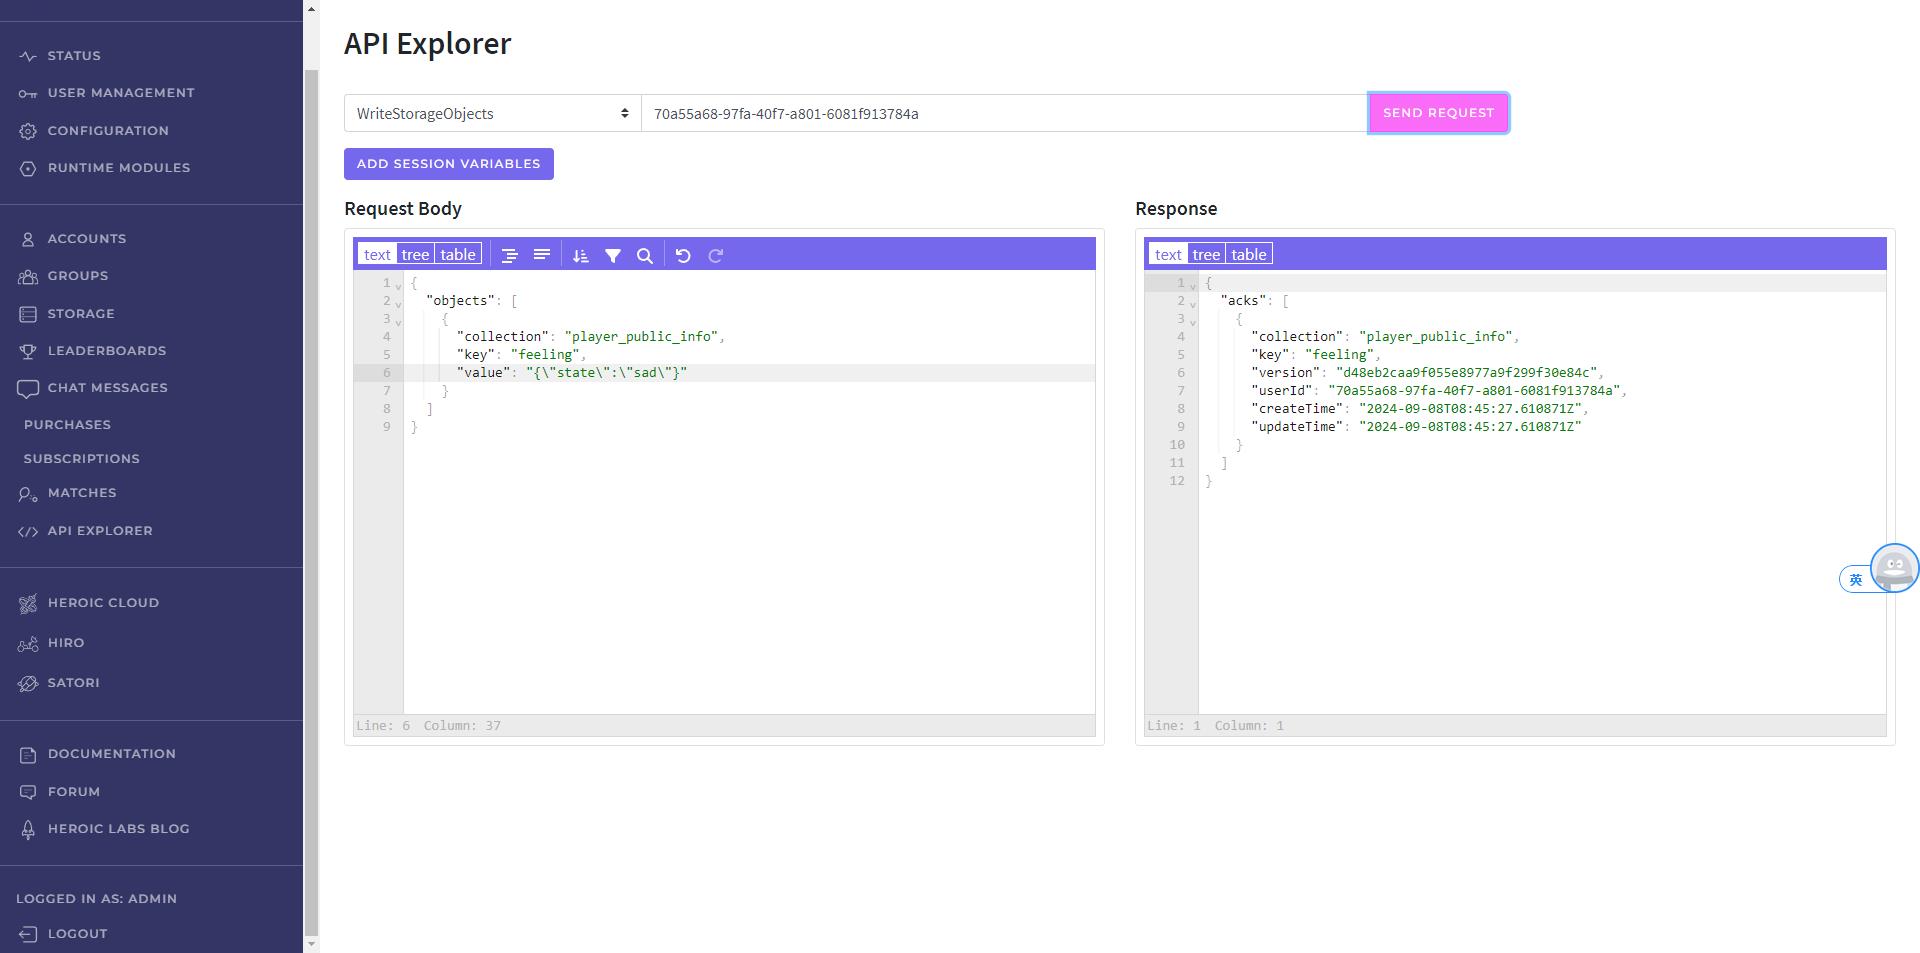 STATUS
USER MANAGEMENT
CONFIGURATION
RUNTIME MODULES
ACCOUNTS
GROUPS
STORAGE
LEADERBOARDS
CHAT MESSAGES
PURCHASES
SUBSCRIPTIONS
MATCHES
API EXPLORER
HEROIC CLOUD
HIRO
SATORI
DOCUMENTATION
FORUM
HEROIC LABS BLOG
LOGGED IN AS: ADMIN
LOGOUT
API Explorer
WriteStorageObjects 70a55a68-97fa-40f7-a801-6081f913784a SEND REQUEST
ADD SESSION VARIABLES
Request Body
text tree table
1 {
2 "objects": [
3 {
4 "collection": "player_public_info",
5 "key": "feeling",
6 "value": "{\"state\":\"sad\"}"
7 }
8 ]
9 }
Line: 6 Column: 37
Response
text tree table
1 {
2 "acks": [
3 {
4 "collection": "player_public_info",
5 "key": "feeling",
6 "version": "d48eb2caa9f055e8977a9f299f30e84c",
7 "userId": "70a55a68-97fa-40f7-a801-6081f913784a",
8 "createTime": "2024-09-08T08:45:27.610871Z",
9 "updateTime": "2024-09-08T08:45:27.610871Z"
10 }
11 ]
12 }
Line: 1 Column: 1
英